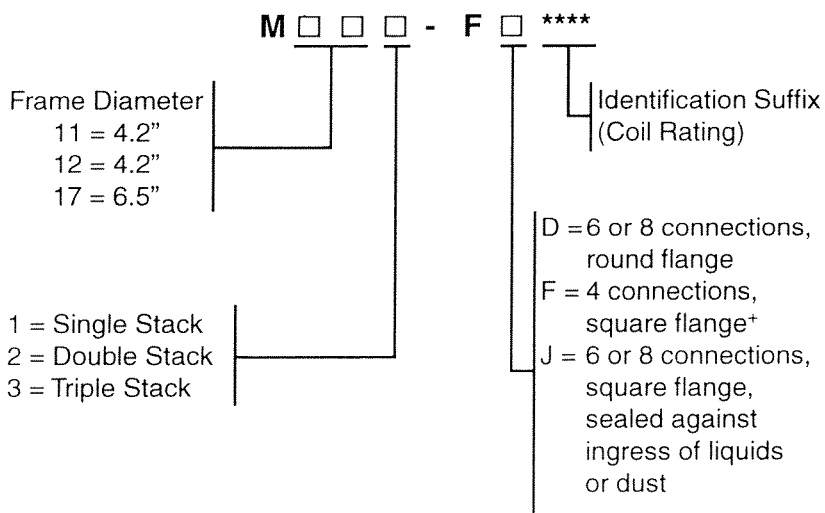 M □ □ □ - F □ ****
Frame Diameter
11 = 4.2”
12 = 4.2”
17 = 6.5”
Identification Suffix
(Coil Rating)
1 = Single Stack
2 = Double Stack
3 = Triple Stack
D = 6 or 8 connections,
round flange
F = 4 connections,
square flange+
J = 6 or 8 connections,
square flange,
sealed against
ingress of liquids
or dust